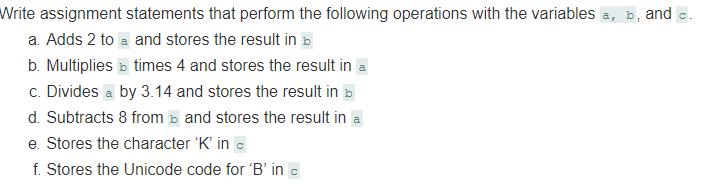 Write assignment statements that perform the following operations with the variables a, b, and c.
a. Adds 2 to a and stores the result in b
b. Multiplies b times 4 and stores the result in a
c. Divides a by 3.14 and stores the result in b
d. Subtracts 8 from b and stores the result in a
e. Stores the character ‘K’ in c
f. Stores the Unicode code for ‘B’ in c